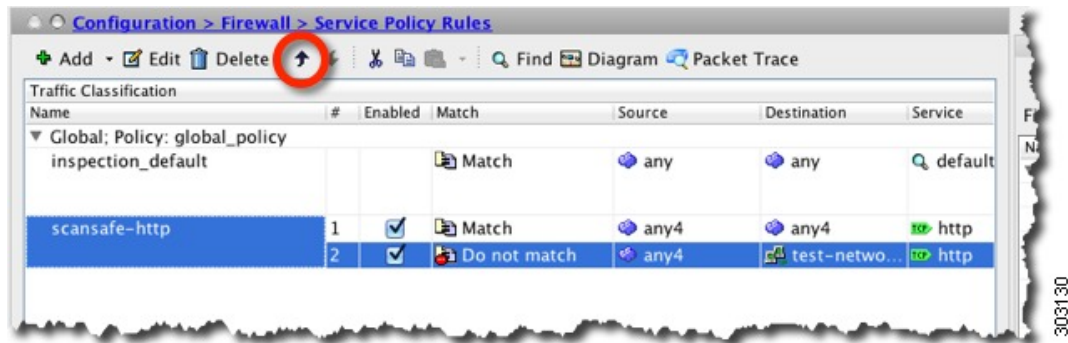 Configuration > Firewall > Service Policy Rules
Add Edit Delete Find Diagram Packet Trace
Traffic Classification
Name # Enabled Match Source Destination Service
Global; Policy: global_policy
inspection_default Match any any default
scansafe-http 1 Match any4 any4 TCP http
2 Do not match any4 test-netwo... TCP http
303130